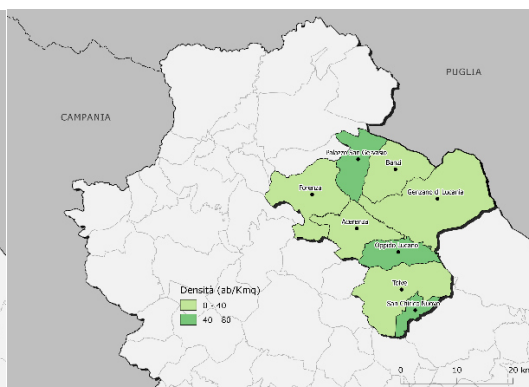 PUGLIA
CAMPANIA
Palazzo San Gervasio
Banzi
Forenza
Genzano di Lucania
Acerenza
Oppido Lucano
Tolve
San Chirico Nuovo
Densità (ab/Kmq)
0 - 40
40 - 80
0 10 20 km